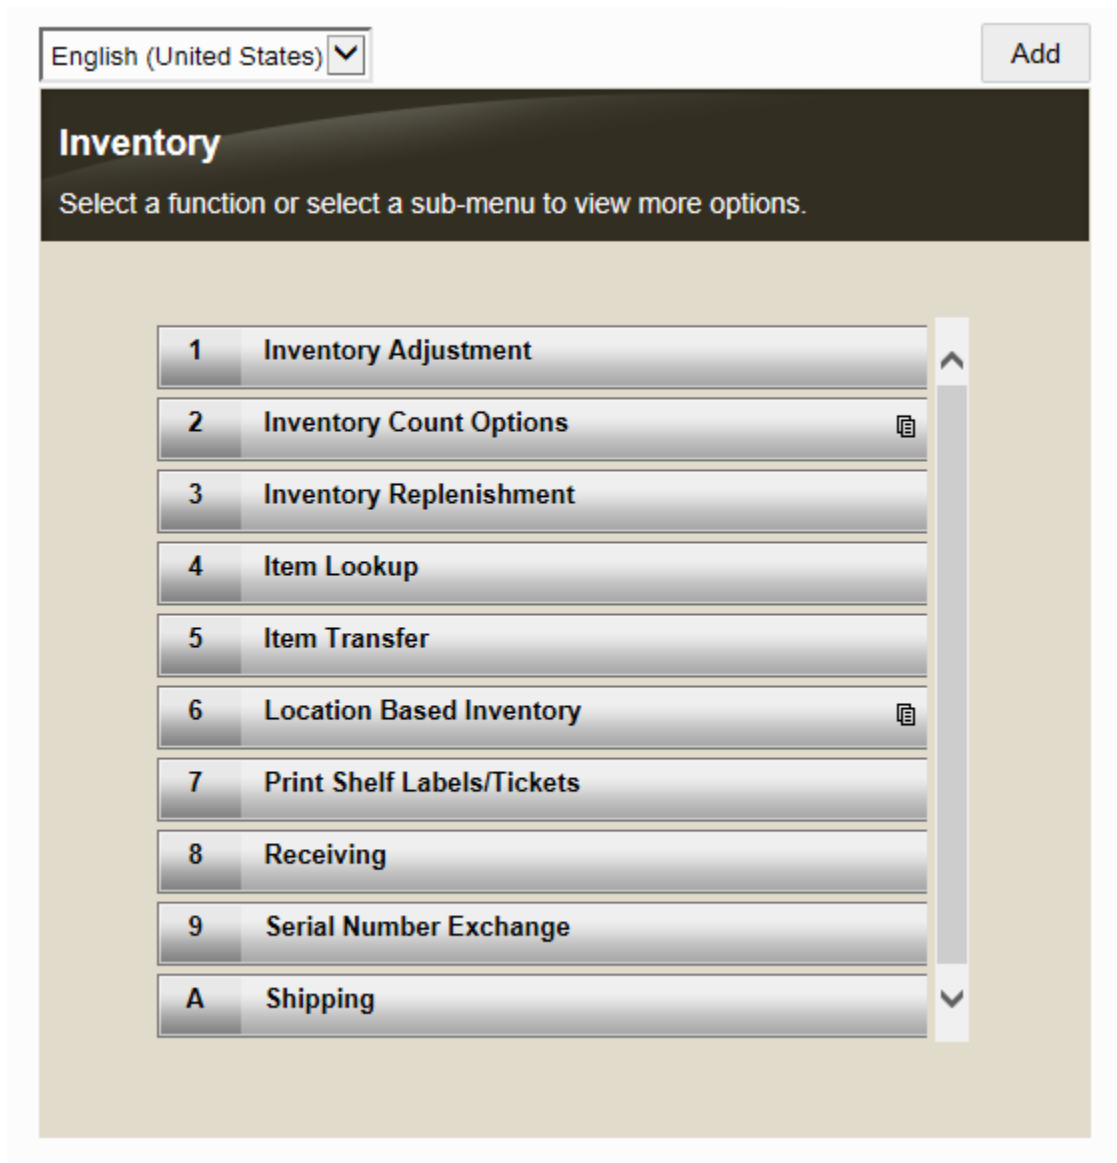 English (United States)
Add
Inventory
Select a function or select a sub-menu to view more options.
1 Inventory Adjustment
2 Inventory Count Options
3 Inventory Replenishment
4 Item Lookup
5 Item Transfer
6 Location Based Inventory
7 Print Shelf Labels/Tickets
8 Receiving
9 Serial Number Exchange
A Shipping